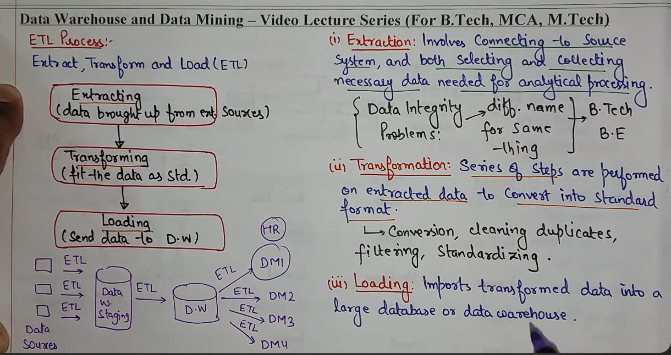 Data Warehouse and Data Mining – Video Lecture Series (For B.Tech, MCA, M.Tech)
ETL Process:-
Extract, Transform and Load (ETL)
Extracting
(data brought up from ext. sources)
Transforming
(fit the data as std.)
Loading
(Send data to D.W)
HR
ETL
ETL
ETL
Data
Sources
Data
W
Staging
ETL
D.W
ETL
DM1
ETL
DM2
ETL
DM3
ETL
DM4
(i) Extraction: Involves Connecting to Source
System, and both Selecting and collecting
necessary data needed for analytical processing.
Data Integrity → diff. name → B.Tech
Problems: for same B.E
thing
(ii) Transformation: Series of Steps are performed
on extracted data to Convert into standard
format.
↳ Conversion, cleaning duplicates,
filtering, Standardizing.
(iii) Loading: Imports transformed data into a
large database or data warehouse.